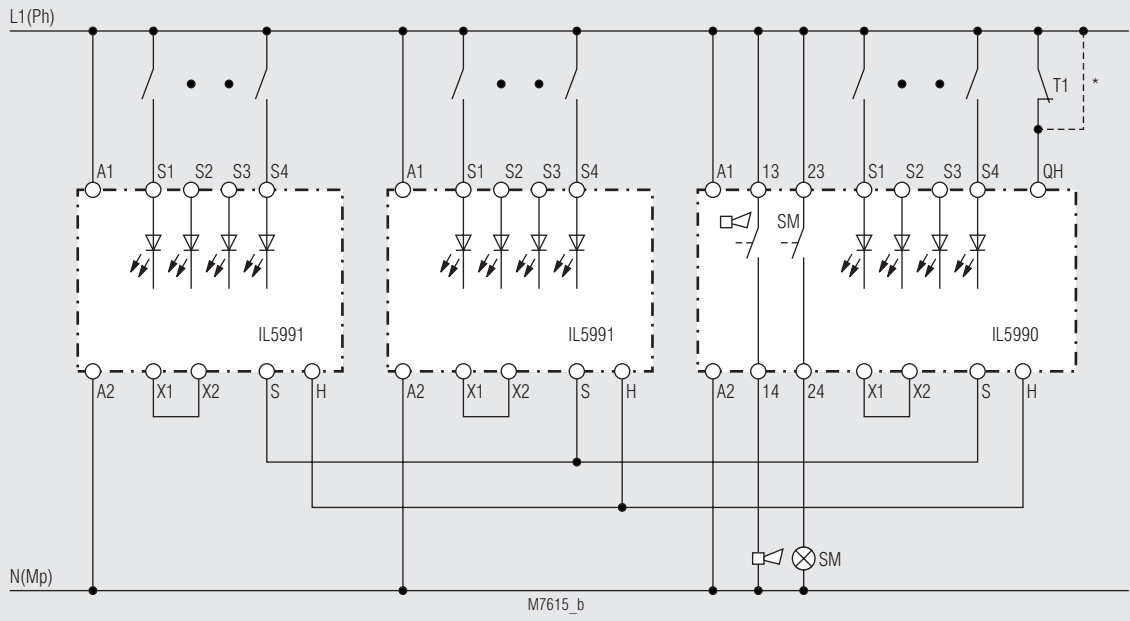 L1(Ph)
T1 *
A1 S1 S2 S3 S4 A1 S1 S2 S3 S4 A1 13 23 S1 S2 S3 S4 QH
SM
IL5991 IL5991 IL5990
A2 X1 X2 S H A2 X1 X2 S H A2 14 24 X1 X2 S H
SM
N(Mp)
M7615_b